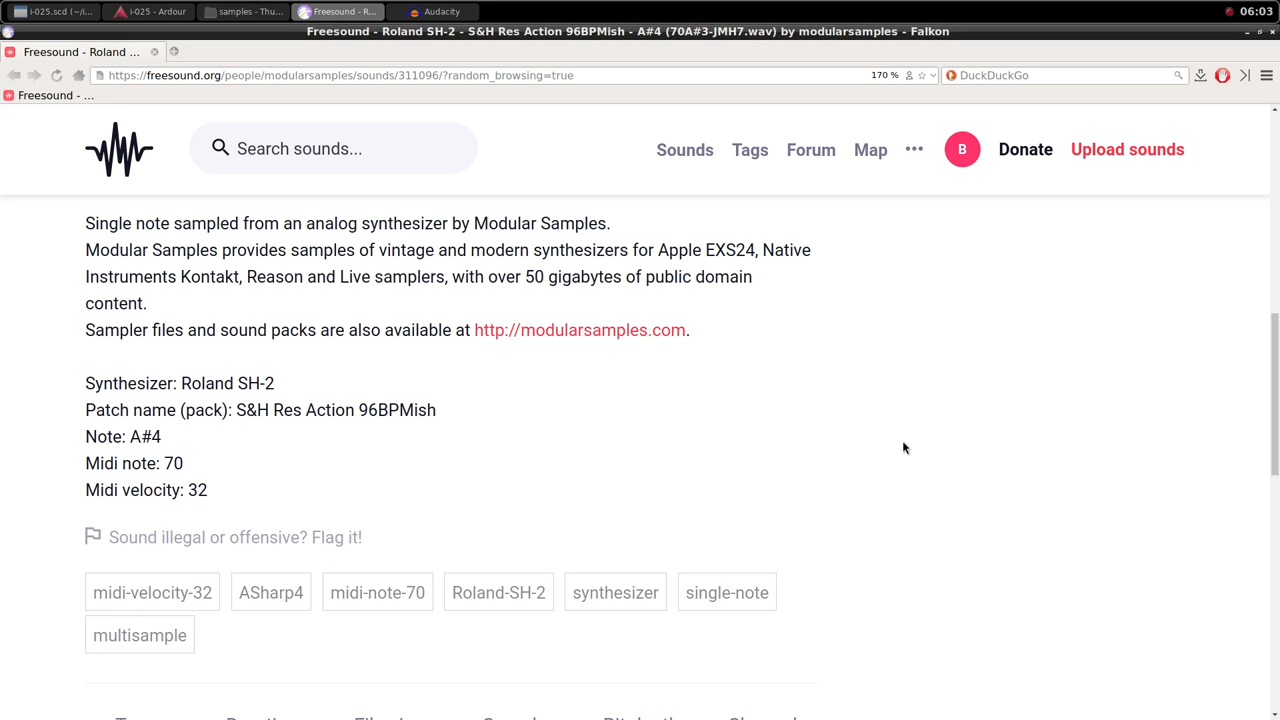 i-025.scd (~/i...
i-025 - Ardour
samples - Thu...
Freesound - R...
Audacity
06:03
Freesound - Roland SH-2 - S&H Res Action 96BPMish - A#4 (70A#3-JMH7.wav) by modularsamples - Falkon
Freesound - Roland ...
https://freesound.org/people/modularsamples/sounds/311096/?random_browsing=true
170 %
DuckDuckGo
Freesound - ...
Search sounds...
Sounds
Tags
Forum
Map
B
Donate
Upload sounds
Single note sampled from an analog synthesizer by Modular Samples.
Modular Samples provides samples of vintage and modern synthesizers for Apple EXS24, Native
Instruments Kontakt, Reason and Live samplers, with over 50 gigabytes of public domain
content.
Sampler files and sound packs are also available at http://modularsamples.com.
Synthesizer: Roland SH-2
Patch name (pack): S&H Res Action 96BPMish
Note: A#4
Midi note: 70
Midi velocity: 32
Sound illegal or offensive? Flag it!
midi-velocity-32
ASharp4
midi-note-70
Roland-SH-2
synthesizer
single-note
multisample